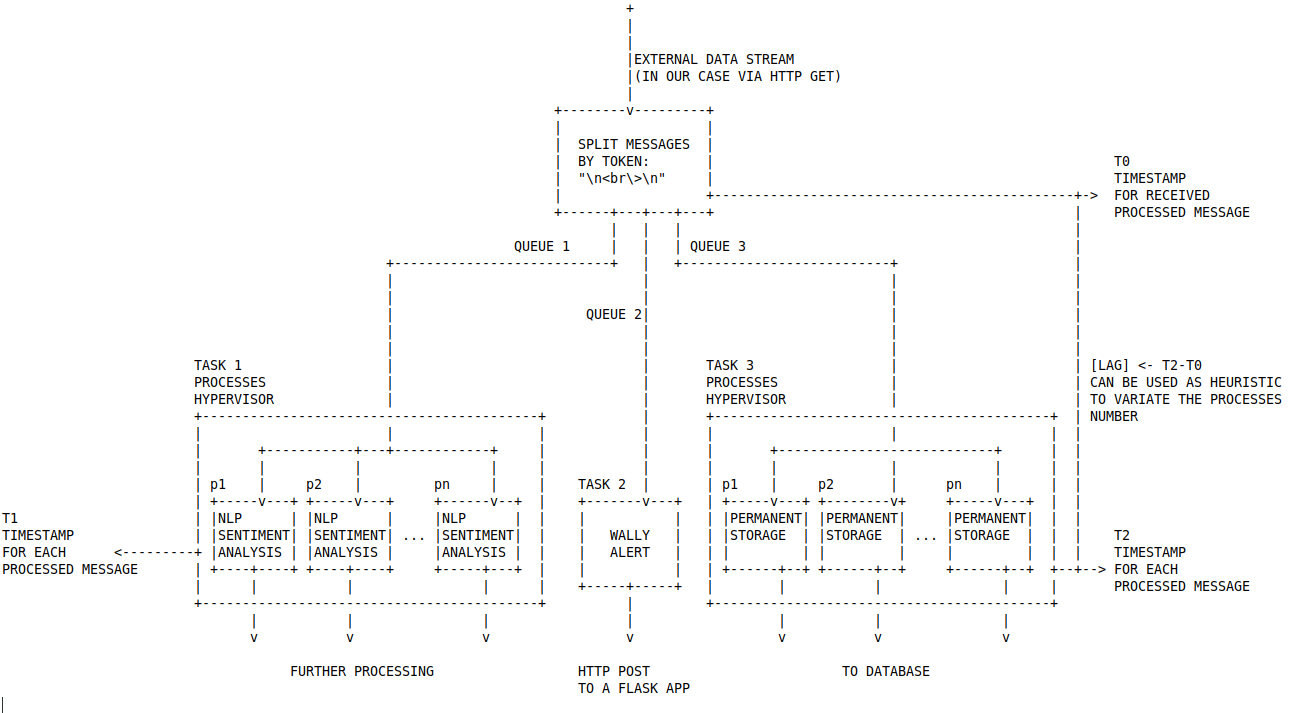 EXTERNAL DATA STREAM
(IN OUR CASE VIA HTTP GET)
SPLIT MESSAGES
BY TOKEN:
"\n<br\>\n"
T0
TIMESTAMP
FOR RECEIVED
PROCESSED MESSAGE
QUEUE 1
QUEUE 3
QUEUE 2
TASK 1
PROCESSES
HYPERVISOR
TASK 3
PROCESSES
HYPERVISOR
[LAG] <- T2-T0
CAN BE USED AS HEURISTIC
TO VARIATE THE PROCESSES
NUMBER
p1
p2
pn
TASK 2
p1
p2
pn
T1
TIMESTAMP
FOR EACH
PROCESSED MESSAGE
NLP
SENTIMENT
ANALYSIS
NLP
SENTIMENT
ANALYSIS
...
NLP
SENTIMENT
ANALYSIS
WALLY
ALERT
PERMANENT
STORAGE
PERMANENT
STORAGE
...
PERMANENT
STORAGE
T2
TIMESTAMP
FOR EACH
PROCESSED MESSAGE
FURTHER PROCESSING
HTTP POST
TO A FLASK APP
TO DATABASE